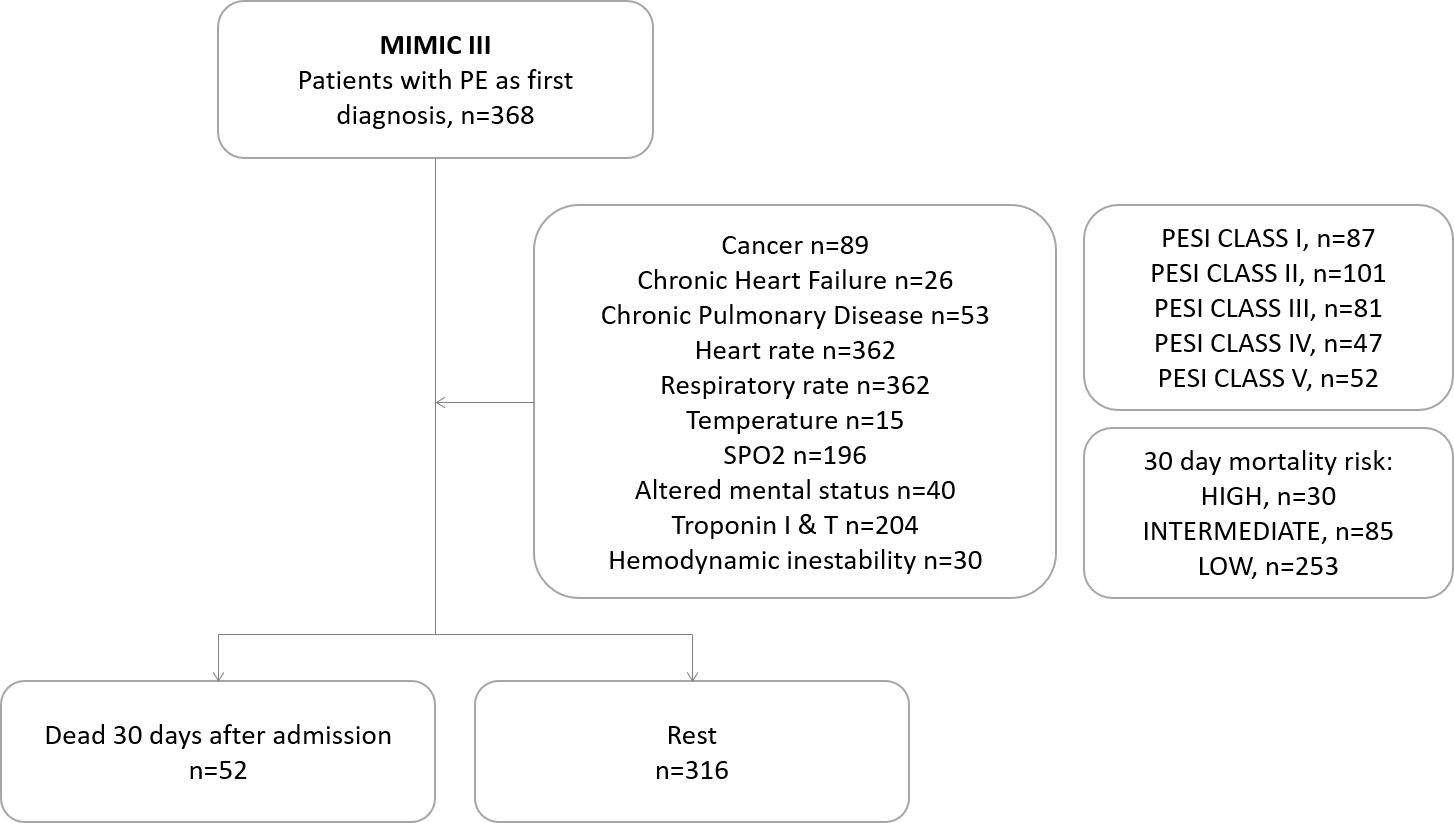 MIMIC III
Patients with PE as first
diagnosis, n=368
Cancer n=89
Chronic Heart Failure n=26
Chronic Pulmonary Disease n=53
Heart rate n=362
Respiratory rate n=362
Temperature n=15
SPO2 n=196
Altered mental status n=40
Troponin I & T n=204
Hemodynamic inestability n=30
PESI CLASS I, n=87
PESI CLASS II, n=101
PESI CLASS III, n=81
PESI CLASS IV, n=47
PESI CLASS V, n=52
30 day mortality risk:
HIGH, n=30
INTERMEDIATE, n=85
LOW, n=253
Dead 30 days after admission
n=52
Rest
n=316